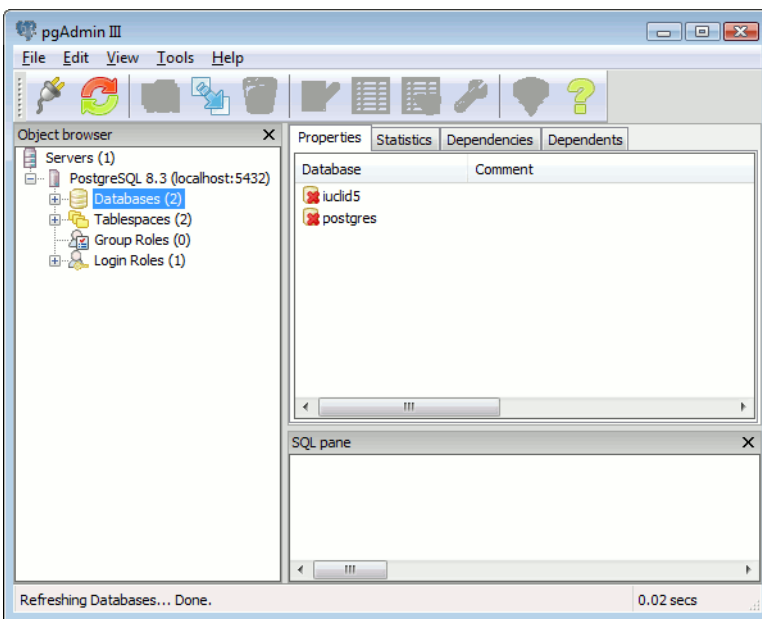 pgAdmin III
File Edit View Tools Help
Object browser
Servers (1)
PostgreSQL 8.3 (localhost:5432)
Databases (2)
Tablespaces (2)
Group Roles (0)
Login Roles (1)
Properties Statistics Dependencies Dependents
Database Comment
iuclid5
postgres
SQL pane
Refreshing Databases... Done. 0.02 secs